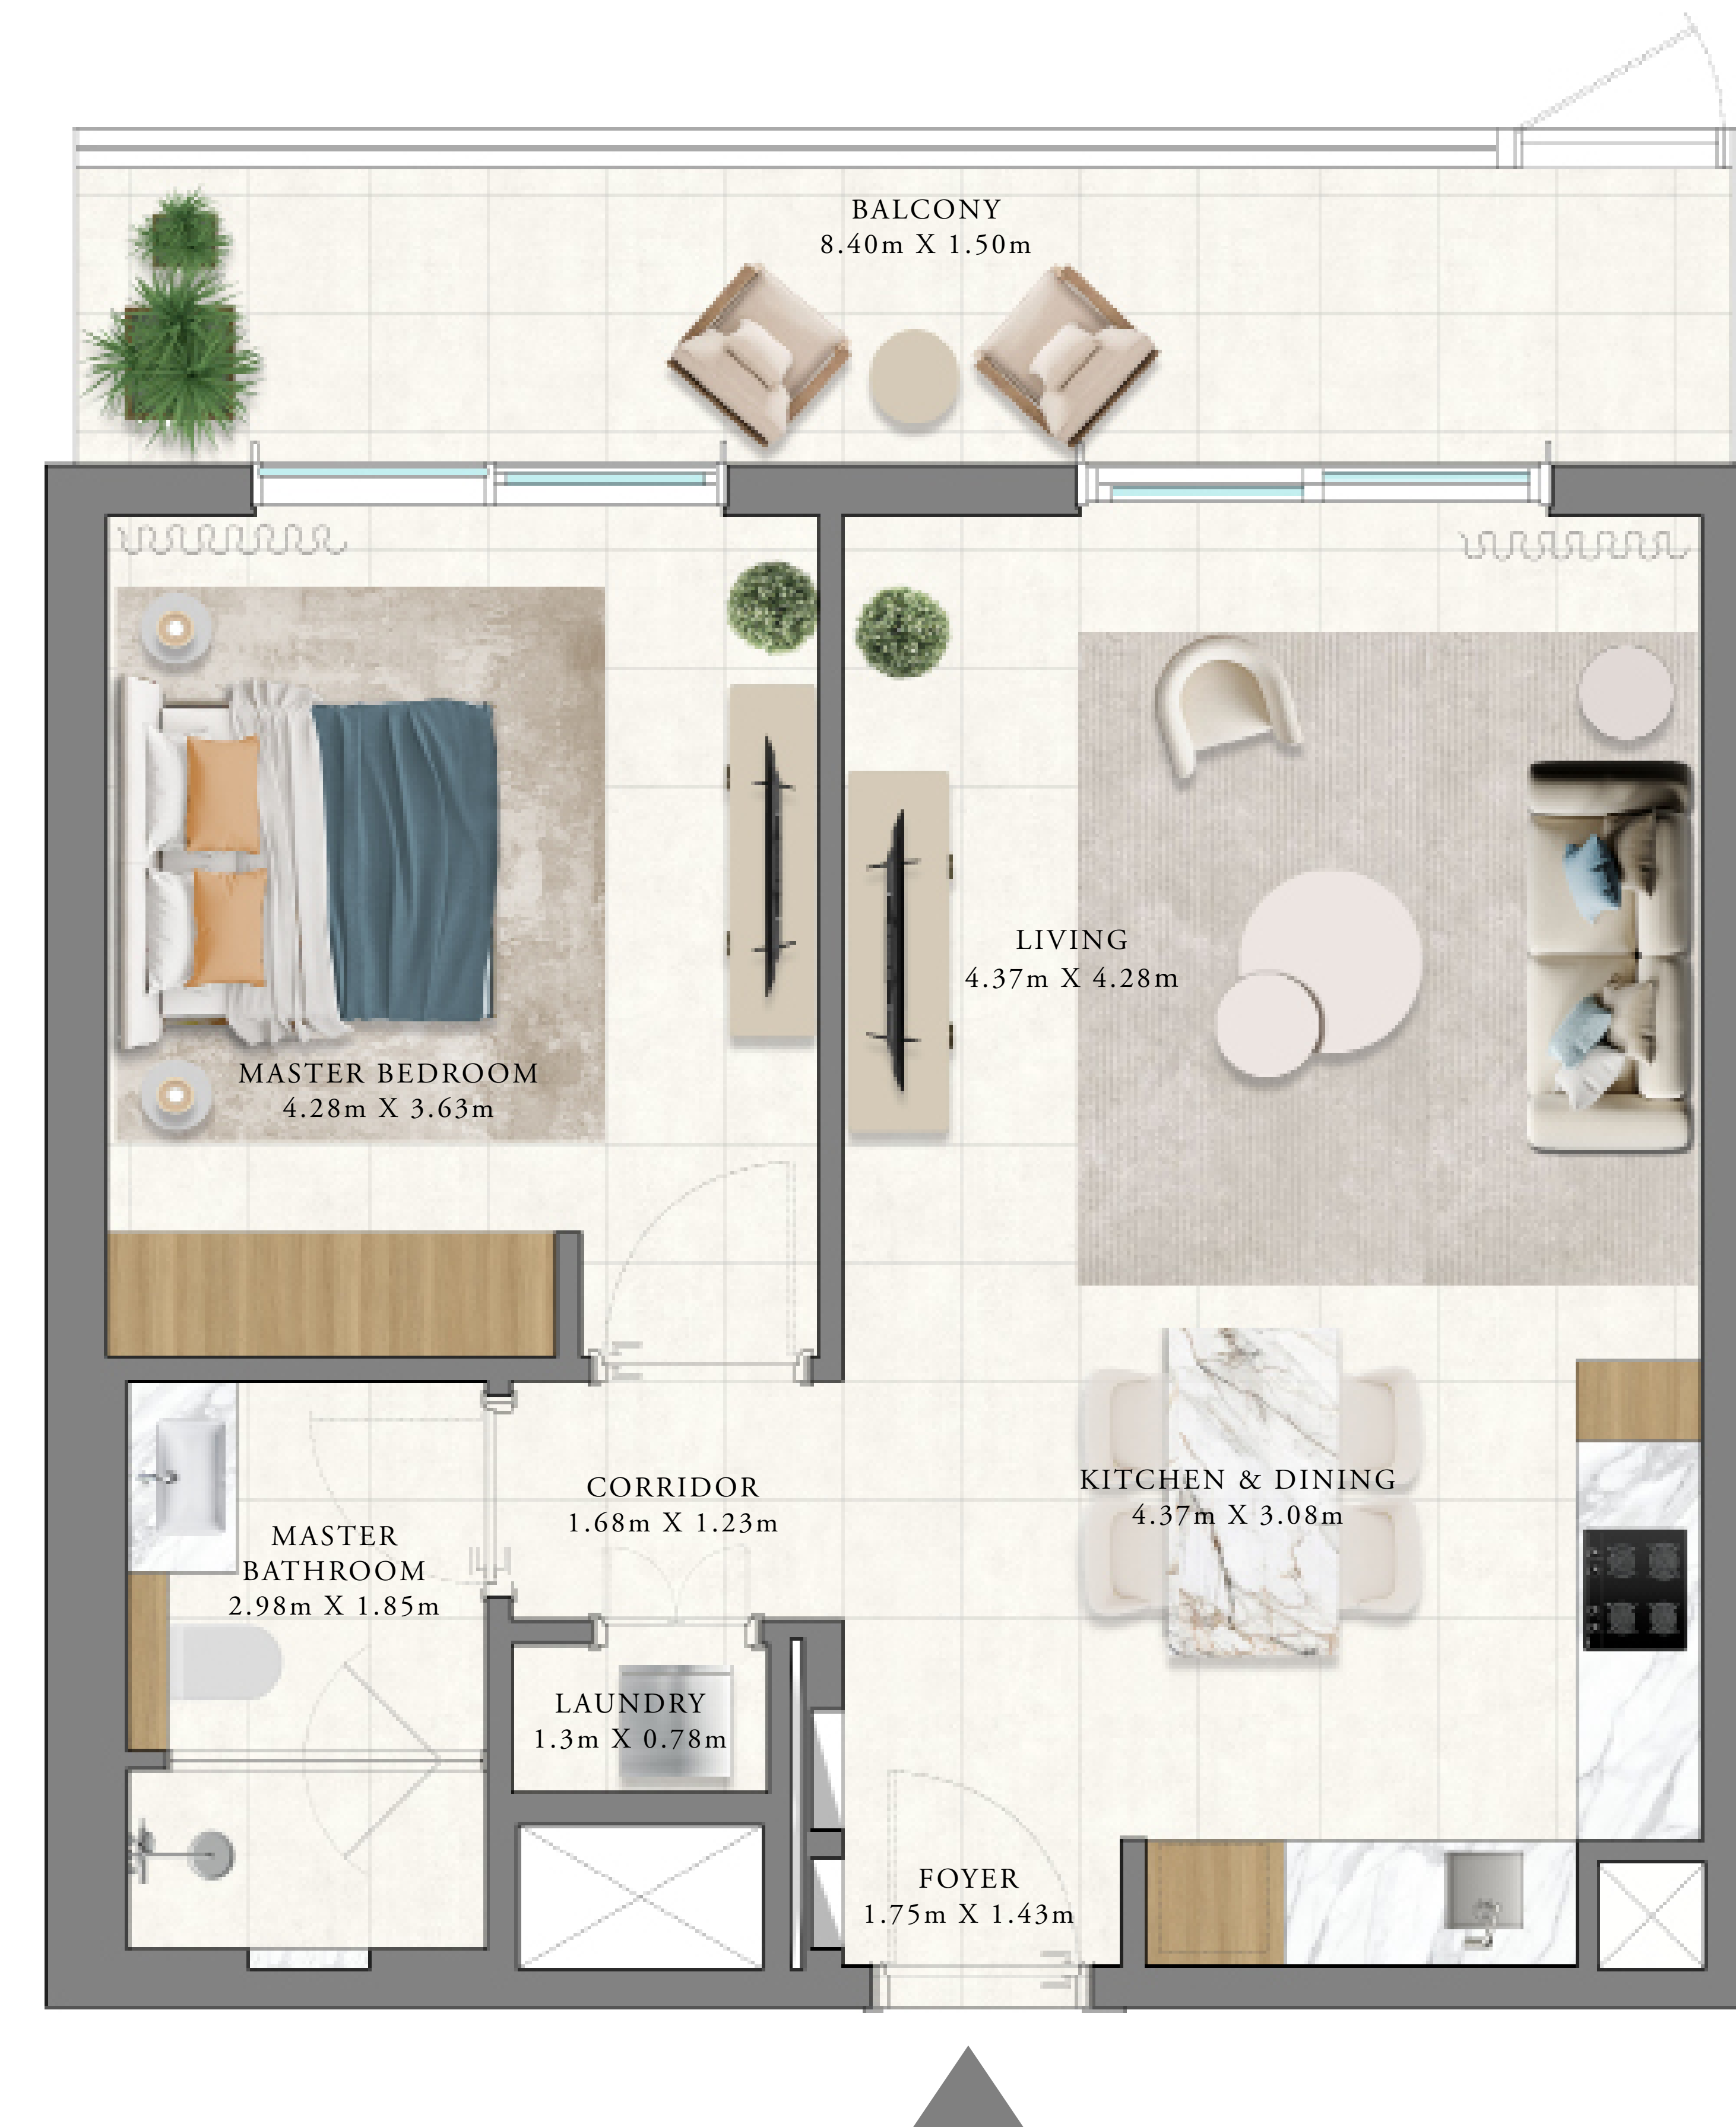 BALCONY
8.40m X 1.50m
LIVING
4.37m X 4.28m
MASTER BEDROOM
4.28m X 3.63m
KITCHEN & DINING
4.37m X 3.08m
CORRIDOR
1.68m X 1.23m
MASTER
BATHROOM
2.98m X 1.85m
LAUNDRY
1.3m X 0.78m
FOYER
1.75m X 1.43m